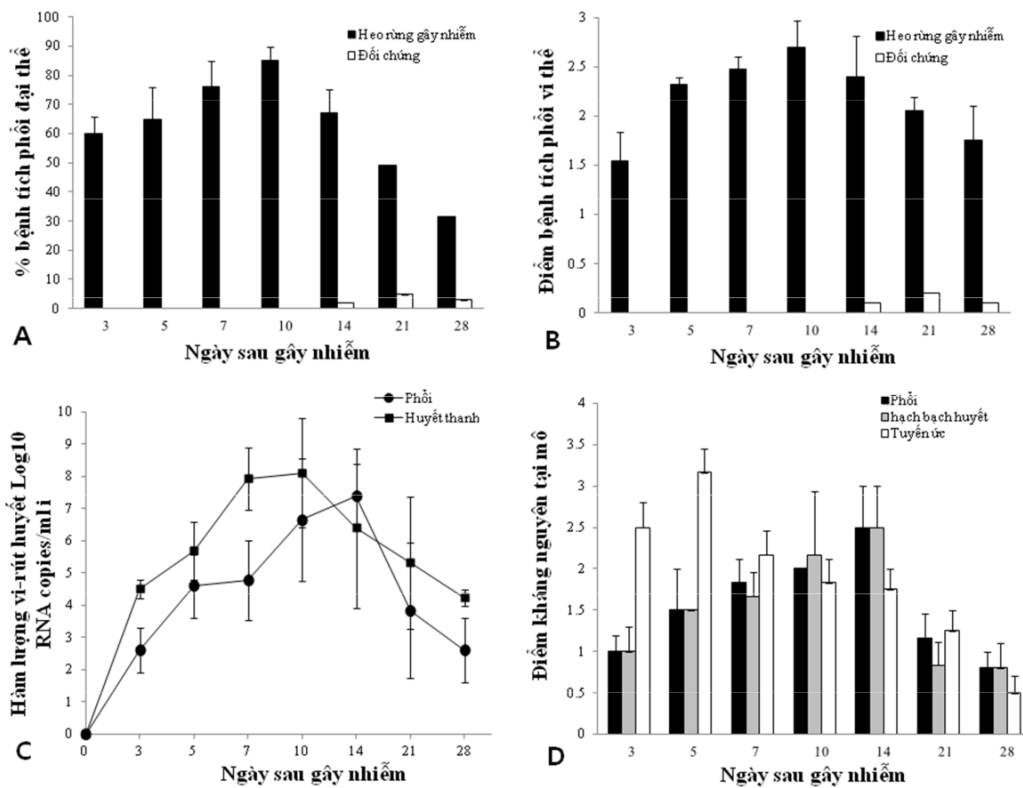 Heo rừng gây nhiễm
Đối chứng
% bệnh tích phổi đại thể
100
90
80
70
60
50
40
30
20
10
0
3 5 7 10 14 21 28
Ngày sau gây nhiễm
A
Heo rừng gây nhiễm
Đối chứng
Điểm bệnh tích phổi vi thể
3
2.5
2
1.5
1
0.5
0
3 5 7 10 14 21 28
Ngày sau gây nhiễm
B
Phổi
Huyết thanh
Hàm lượng vi-rút huyết Log10
RNA copies/ml i
10
9
8
7
6
5
4
3
2
1
0
0 3 5 7 10 14 21 28
Ngày sau gây nhiễm
C
Phổi
hạch bạch huyết
Tuyến ức
Điểm kháng nguyên tại mô
4
3.5
3
2.5
2
1.5
1
0.5
0
3 5 7 10 14 21 28
Ngày sau gây nhiễm
D